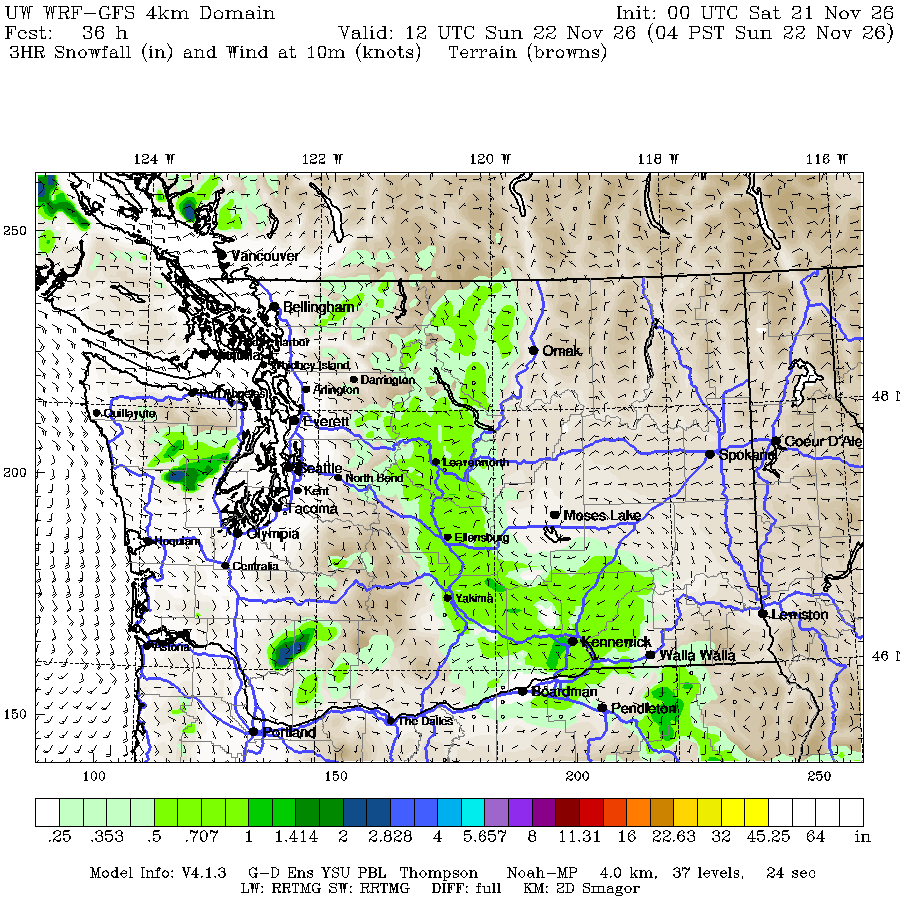 UW WRF-GFS 4km Domain Init: 00 UTC Sat 21 Nov 26
Fcst: 36 h Valid: 12 UTC Sun 22 Nov 26 (04 PST Sun 22 Nov 26)
3HR Snowfall (in) and Wind at 10m (knots) Terrain (browns)
124 W 122 W 120 W 118 W 116 W
250
Vancouver
Bellingham
Whidbey Island
Omak
Darrington
Arlington
Port Angeles
48 N
Quillayute
Everett
Coeur D'Ale
Spokane
Leavenworth
Seattle
200
North Bend
Kent
Tacoma
Moses Lake
Olympia
Ellensburg
Hoquiam
Centralia
Yakima
Lewiston
Kennewick
Astoria
Walla Walla
46 N
Boardman
Pendleton
150
The Dalles
Portland
100 150 200 250
.25 .353 .5 .707 1 1.414 2 2.828 4 5.657 8 11.31 16 22.63 32 45.25 64 in
Model Info: V4.1.3 G-D Ens YSU PBL Thompson Noah-MP 4.0 km, 37 levels, 24 sec
LW: RRTMG SW: RRTMG DIFF: full KM: 2D Smagor